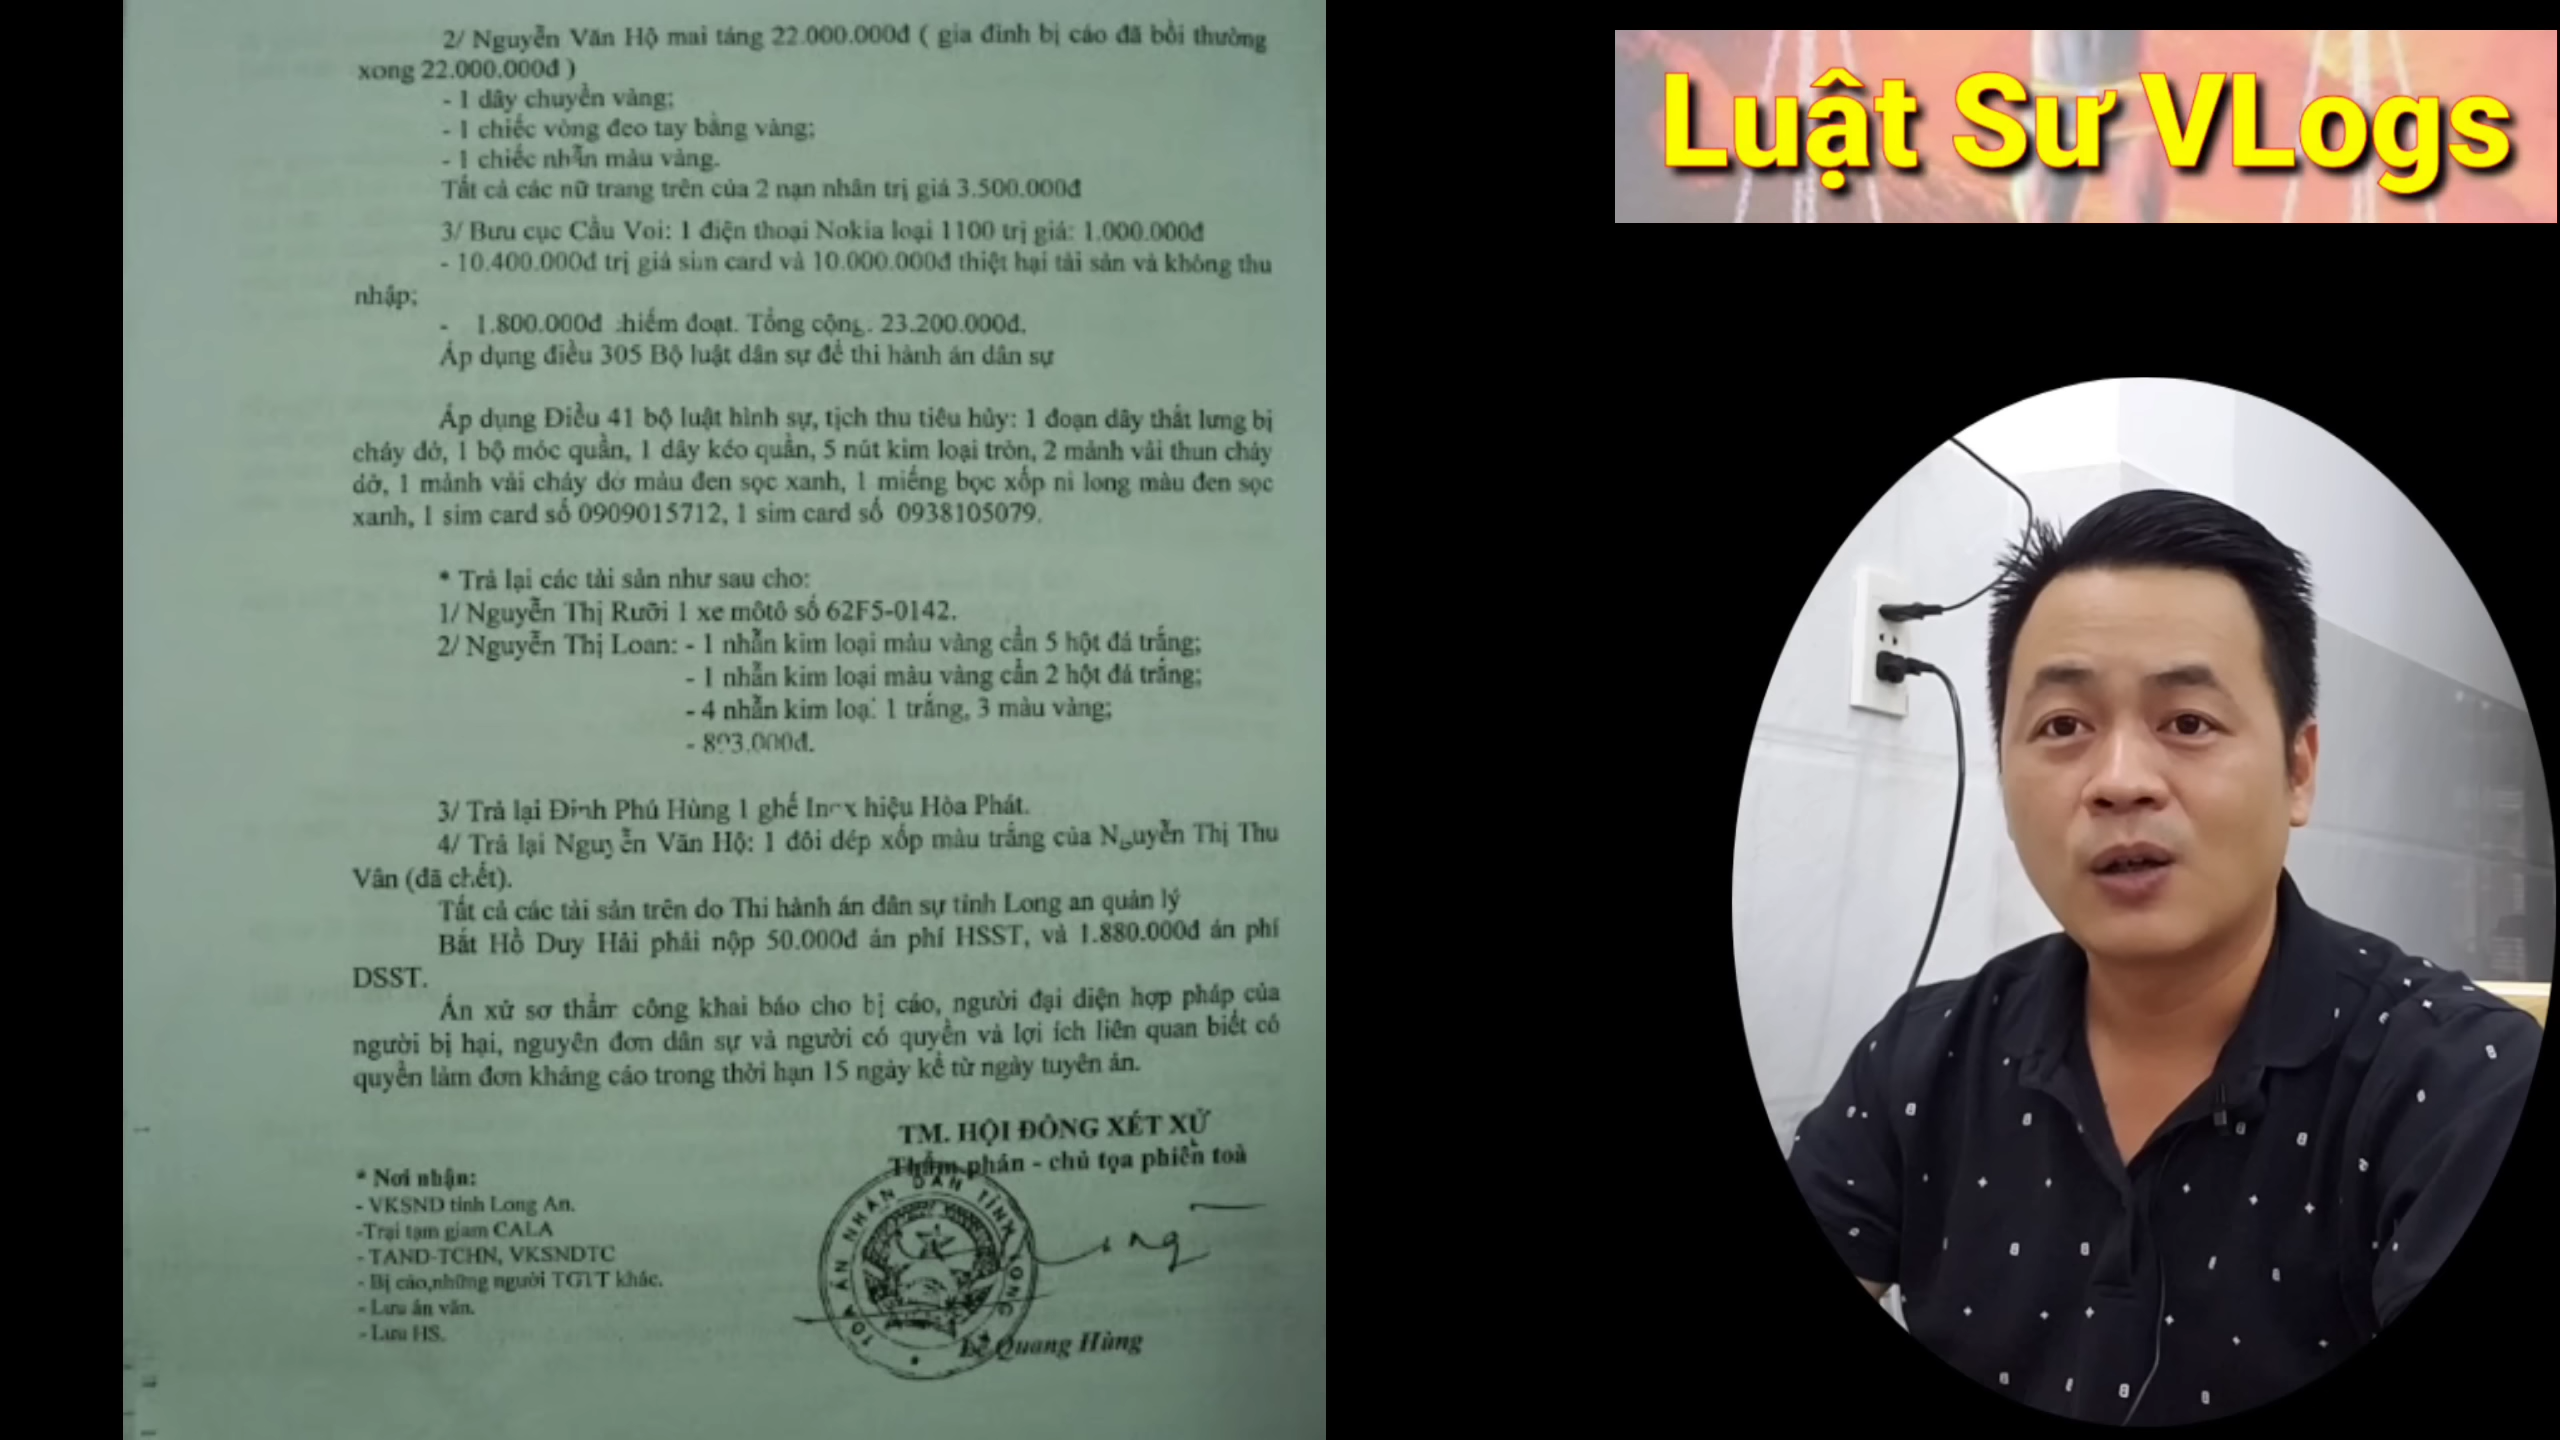 2/ Nguyễn Văn Hộ mai táng 22.000.000đ ( gia đình bị cáo đã bồi thường
xong 22.000.000đ )
- 1 dây chuyền vàng;
- 1 chiếc vòng đeo tay bằng vàng;
- 1 chiếc nhẫn màu vàng.
Tất cả các nữ trang trên của 2 nạn nhân trị giá 3.500.000đ
3/ Bưu cục Cầu Voi: 1 điện thoại Nokia loại 1100 trị giá: 1.000.000đ
- 10.400.000đ trị giá sim card và 10.000.000đ thiệt hại tài sản và không thu
nhập;
- 1.800.000đ chiếm đoạt. Tổng cộng: 23.200.000đ.
Áp dụng điều 305 Bộ luật dân sự để thi hành án dân sự
Áp dụng Điều 41 bộ luật hình sự, tịch thu tiêu hủy: 1 đoạn dây thắt lưng bị
cháy dở, 1 bộ móc quần, 1 dây kéo quần, 5 nút kim loại tròn, 2 mảnh vải thun cháy
dở, 1 mảnh vải cháy dở màu đen sọc xanh, 1 miếng bọc xốp ni long màu đen sọc
xanh, 1 sim card số 0909015712, 1 sim card số 0938105079.
* Trả lại các tài sản như sau cho:
1/ Nguyễn Thị Rưỡi 1 xe môtô số 62F5-0142.
2/ Nguyễn Thị Loan: - 1 nhẫn kim loại màu vàng cẩn 5 hột đá trắng;
- 1 nhẫn kim loại màu vàng cẩn 2 hột đá trắng;
- 4 nhẫn kim loại 1 trắng, 3 màu vàng;
3/ Trả lại Đinh Phú Hùng 1 ghế Inox hiệu Hòa Phát.
4/ Trả lại Nguyễn Văn Hộ: 1 đôi dép xốp màu trắng của Nguyễn Thị Thu
Vân (đã chết).
Tất cả các tài sản trên do Thi hành án dân sự tỉnh Long an quản lý
Bắt Hồ Duy Hải phải nộp 50.000đ án phí HSST, và 1.880.000đ án phí
DSST.
Án xử sơ thẩm công khai báo cho bị cáo, người đại diện hợp pháp của
người bị hại, nguyên đơn dân sự và người có quyền và lợi ích liên quan biết có
quyền làm đơn kháng cáo trong thời hạn 15 ngày kể từ ngày tuyên án.
TM. HỘI ĐỒNG XÉT XỬ
Thẩm phán - chủ tọa phiên toà
* Nơi nhận:
- VKSND tỉnh Long An.
-Trại tạm giam CALA
- TAND-TCHN, VKSNDTC
- Bị cáo,những người TGTT khác.
- Lưu án văn.
- Lưu HS.
TOÀ ÁN NHÂN DÂN TỈNH LONG
Lê Quang Hùng
Luật Sư VLogs